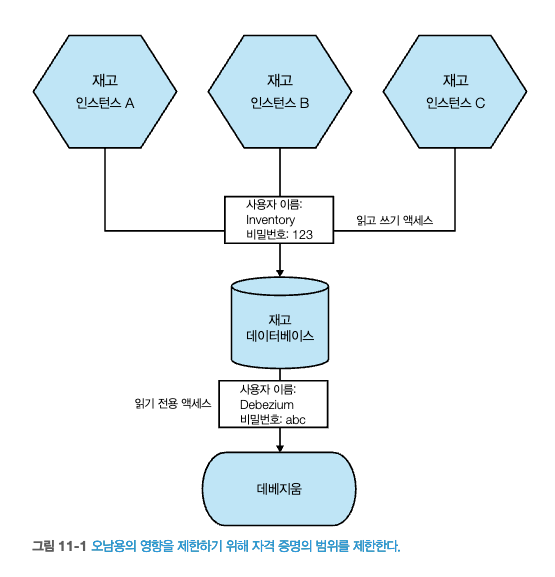 재고
인스턴스 A
재고
인스턴스 B
재고
인스턴스 C
사용자 이름:
Inventory
비밀번호: 123
읽고 쓰기 액세스
재고
데이터베이스
읽기 전용 액세스
사용자 이름:
Debezium
비밀번호: abc
데베지움
그림 11-1 오남용의 영향을 제한하기 위해 자격 증명의 범위를 제한한다.